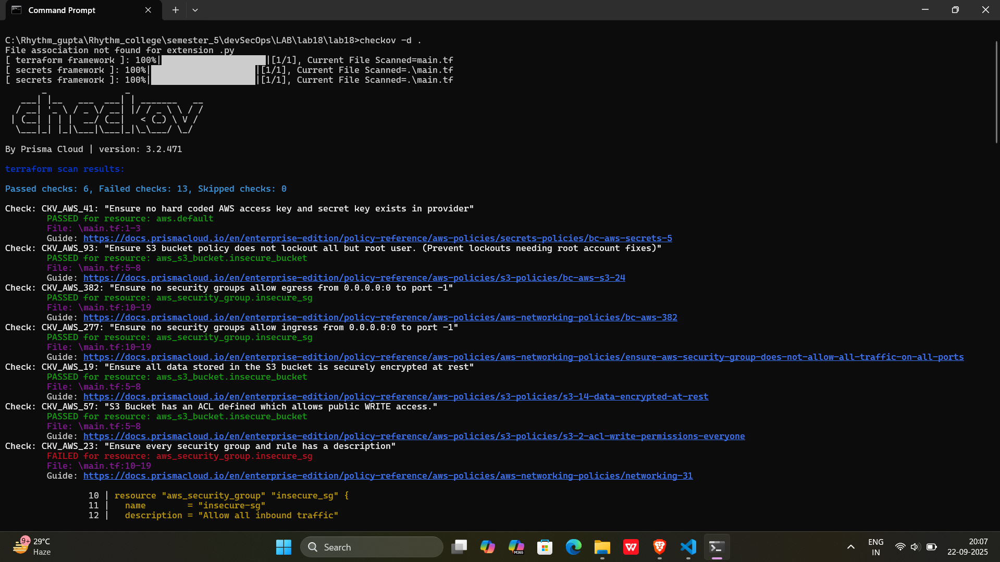 Command Prompt
C:\Rhythm_gupta\Rhythm_college\semester_5\devSecOps\LAB\lab18\lab18>checkov -d .
File association not found for extension .py
[ terraform framework ]: 100%|████████████████████|[1/1], Current File Scanned=main.tf
[ secrets framework ]: 100%|████████████████████|[1/1], Current File Scanned=.\main.tf
[ secrets framework ]: 100%|████████████████████|[1/1], Current File Scanned=.\main.tf
checkov
By Prisma Cloud | version: 3.2.471
terraform scan results:
Passed checks: 6, Failed checks: 13, Skipped checks: 0
Check: CKV_AWS_41: "Ensure no hard coded AWS access key and secret key exists in provider"
PASSED for resource: aws.default
File: \main.tf:1-3
Guide: https://docs.prismacloud.io/en/enterprise-edition/policy-reference/aws-policies/secrets-policies/bc-aws-secrets-5
Check: CKV_AWS_93: "Ensure S3 bucket policy does not lockout all but root user. (Prevent lockouts needing root account fixes)"
PASSED for resource: aws_s3_bucket.insecure_bucket
File: \main.tf:5-8
Guide: https://docs.prismacloud.io/en/enterprise-edition/policy-reference/aws-policies/s3-policies/bc-aws-s3-24
Check: CKV_AWS_382: "Ensure no security groups allow egress from 0.0.0.0:0 to port -1"
PASSED for resource: aws_security_group.insecure_sg
File: \main.tf:10-19
Guide: https://docs.prismacloud.io/en/enterprise-edition/policy-reference/aws-policies/aws-networking-policies/bc-aws-382
Check: CKV_AWS_277: "Ensure no security groups allow ingress from 0.0.0.0:0 to port -1"
PASSED for resource: aws_security_group.insecure_sg
File: \main.tf:10-19
Guide: https://docs.prismacloud.io/en/enterprise-edition/policy-reference/aws-policies/aws-networking-policies/ensure-aws-security-group-does-not-allow-all-traffic-on-all-ports
Check: CKV_AWS_19: "Ensure all data stored in the S3 bucket is securely encrypted at rest"
PASSED for resource: aws_s3_bucket.insecure_bucket
File: \main.tf:5-8
Guide: https://docs.prismacloud.io/en/enterprise-edition/policy-reference/aws-policies/s3-policies/s3-14-data-encrypted-at-rest
Check: CKV_AWS_57: "S3 Bucket has an ACL defined which allows public WRITE access."
PASSED for resource: aws_s3_bucket.insecure_bucket
File: \main.tf:5-8
Guide: https://docs.prismacloud.io/en/enterprise-edition/policy-reference/aws-policies/s3-policies/s3-2-acl-write-permissions-everyone
Check: CKV_AWS_23: "Ensure every security group and rule has a description"
FAILED for resource: aws_security_group.insecure_sg
File: \main.tf:10-19
Guide: https://docs.prismacloud.io/en/enterprise-edition/policy-reference/aws-policies/aws-networking-policies/networking-31
10 | resource "aws_security_group" "insecure_sg" {
11 |   name        = "insecure-sg"
12 |   description = "Allow all inbound traffic"
9+
29°C
Haze
Search
M365
W
ENG
IN
20:07
22-09-2025